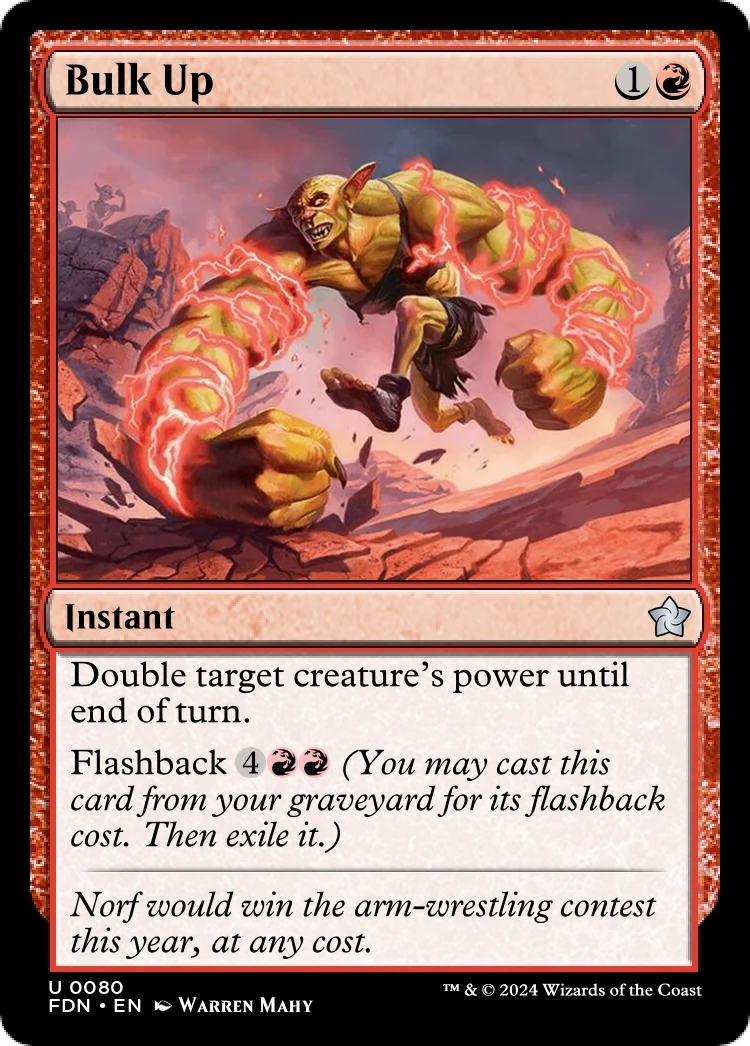 Bulk Up 1
Instant
Double target creature's power until
end of turn.
Flashback 4 (You may cast this
card from your graveyard for its flashback
cost. Then exile it.)
Norf would win the arm-wrestling contest
this year, at any cost.
U 0080
FDN • EN WARREN MAHY
™ & © 2024 Wizards of the Coast